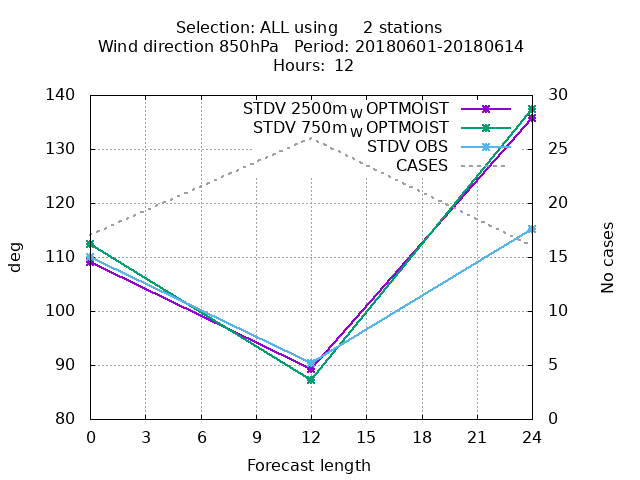 Selection: ALL using 2 stations
Wind direction 850hPa Period: 20180601-20180614
Hours: 12
140 30
STDV 2500m W OPTMOIST
STDV 750m W OPTMOIST
130 25
STDV OBS
CASES
120 20
deg
110 15
No cases
100 10
90 5
80 0
0 3 6 9 12 15 18 21 24
Forecast length